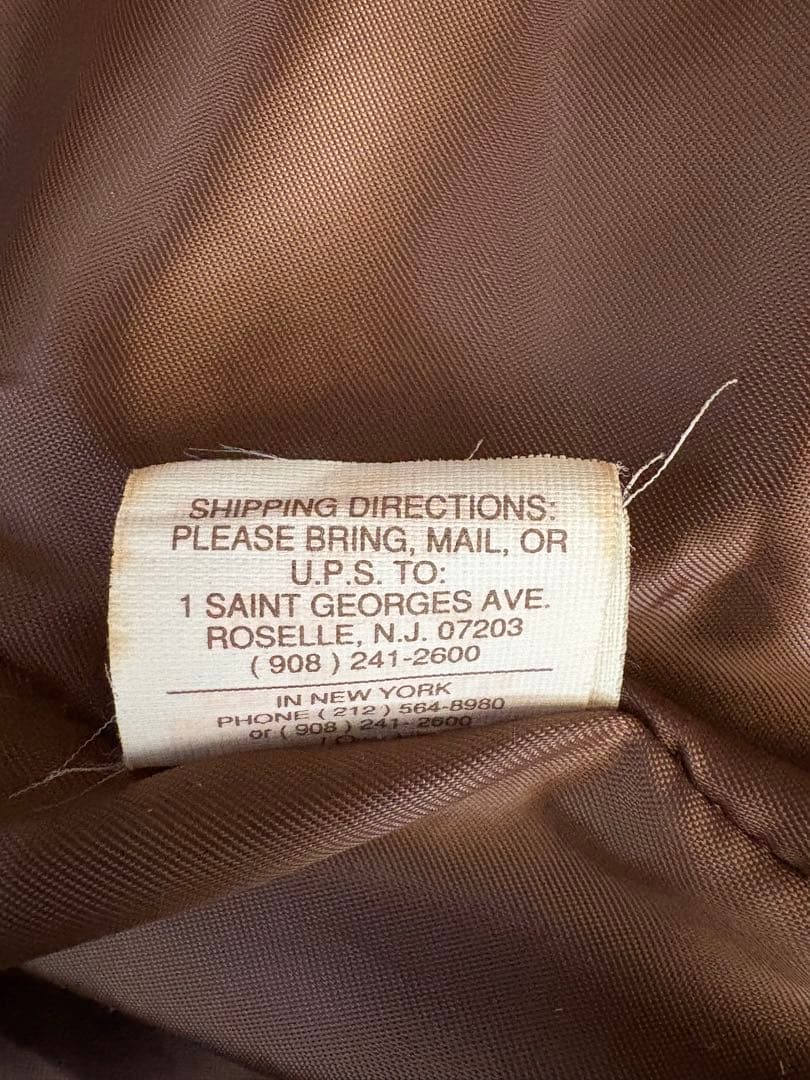 SHIPPING DIRECTIONS:
PLEASE BRING, MAIL, OR
U.P.S. TO:
1 SAINT GEORGES AVE.
ROSELLE, N.J. 07203
( 908 ) 241-2600
IN NEW YORK
PHONE ( 212 ) 564-8980
or ( 908 ) 241-2600